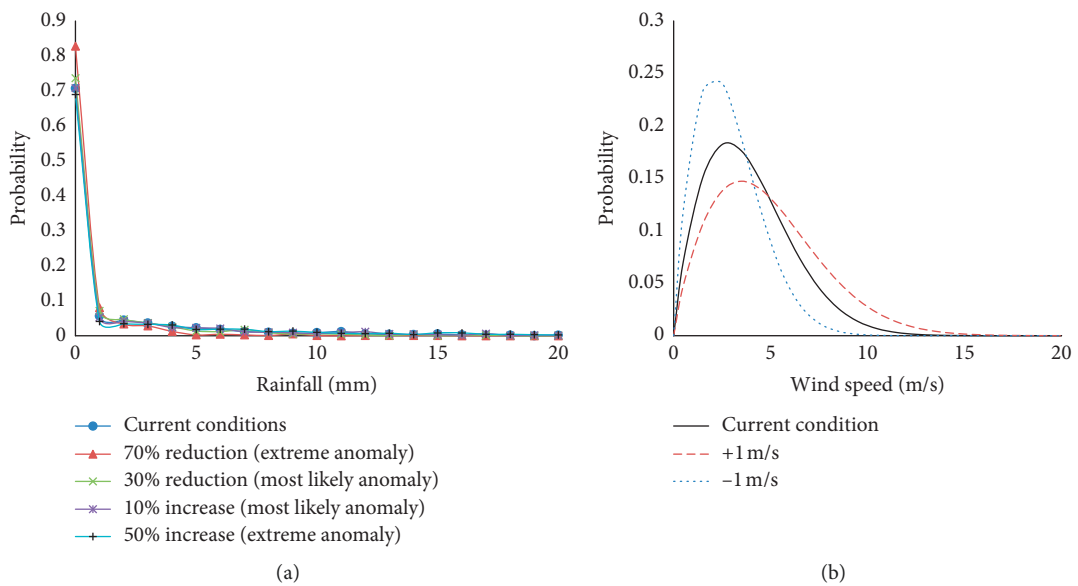 0.9
0.8
0.7
0.6
0.5
0.4
0.3
0.2
0.1
0
Probability
0 5 10 15 20
Rainfall (mm)
Current conditions
70% reduction (extreme anomaly)
30% reduction (most likely anomaly)
10% increase (most likely anomaly)
50% increase (extreme anomaly)
(a)
0.3
0.25
0.2
0.15
0.1
0.05
0
Probability
0 5 10 15 20
Wind speed (m/s)
Current condition
+1 m/s
−1 m/s
(b)